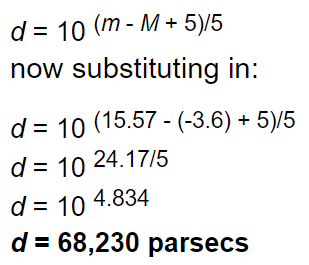 d = 10 (m - M + 5)/5
now substituting in:
d = 10 (15.57 - (-3.6) + 5)/5
d = 10 24.17/5
d = 10 4.834
d = 68,230 parsecs